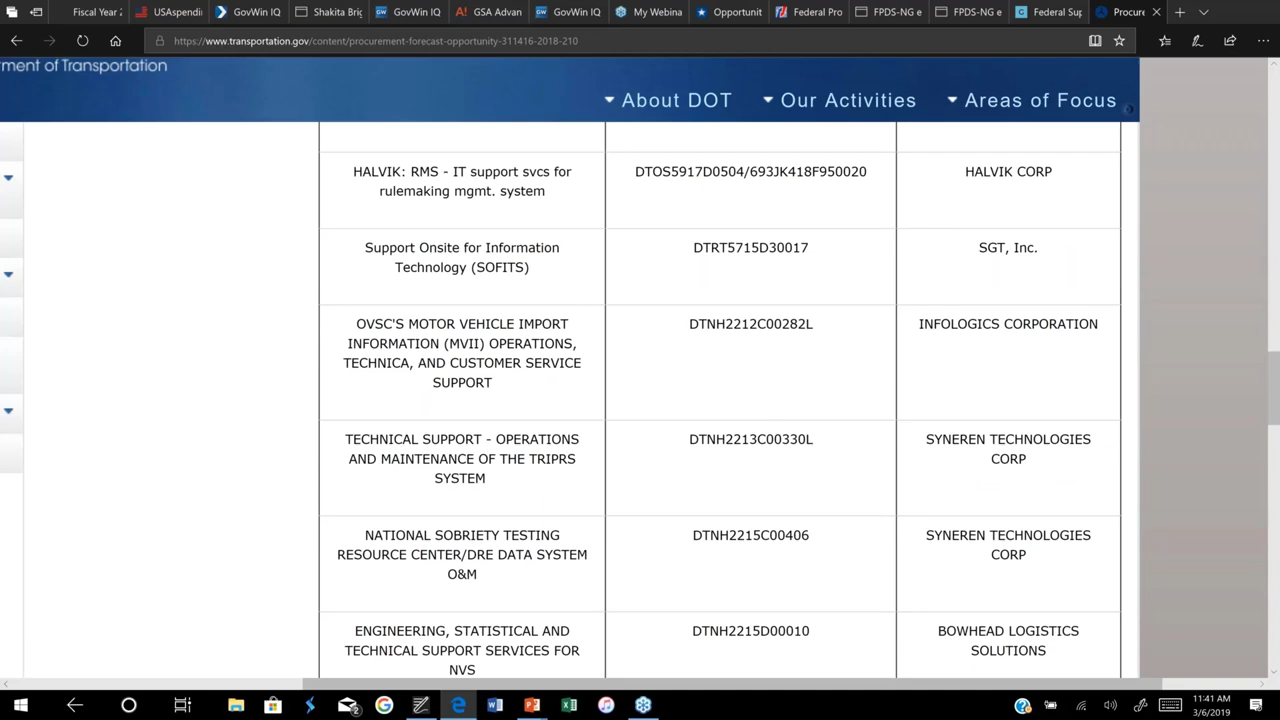 Fiscal Year 2
USAspendi
GovWin IQ
Shakita Brig
GovWin IQ
GSA Advan
GovWin IQ
My Webina
Opportunit
Federal Pro
FPDS-NG e
FPDS-NG e
Federal Sup
Procure
https://www.transportation.gov/content/procurement-forecast-opportunity-311416-2018-210
ment of Transportation
About DOT
Our Activities
Areas of Focus
HALVIK: RMS - IT support svcs for
rulemaking mgmt. system
DTOS5917D0504/693JK418F950020
HALVIK CORP
Support Onsite for Information
Technology (SOFITS)
DTRT5715D30017
SGT, Inc.
OVSC'S MOTOR VEHICLE IMPORT
INFORMATION (MVII) OPERATIONS,
TECHNICA, AND CUSTOMER SERVICE
SUPPORT
DTNH2212C00282L
INFOLOGICS CORPORATION
TECHNICAL SUPPORT - OPERATIONS
AND MAINTENANCE OF THE TRIPRS
SYSTEM
DTNH2213C00330L
SYNEREN TECHNOLOGIES
CORP
NATIONAL SOBRIETY TESTING
RESOURCE CENTER/DRE DATA SYSTEM
O&M
DTNH2215C00406
SYNEREN TECHNOLOGIES
CORP
ENGINEERING, STATISTICAL AND
TECHNICAL SUPPORT SERVICES FOR
NVS
DTNH2215D00010
BOWHEAD LOGISTICS
SOLUTIONS
11:41 AM
3/6/2019